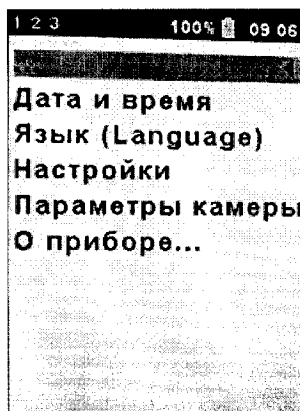 1 2 3 100% 09 06
Дата и время
Язык (Language)
Настройки
Параметры камеры
О приборе...